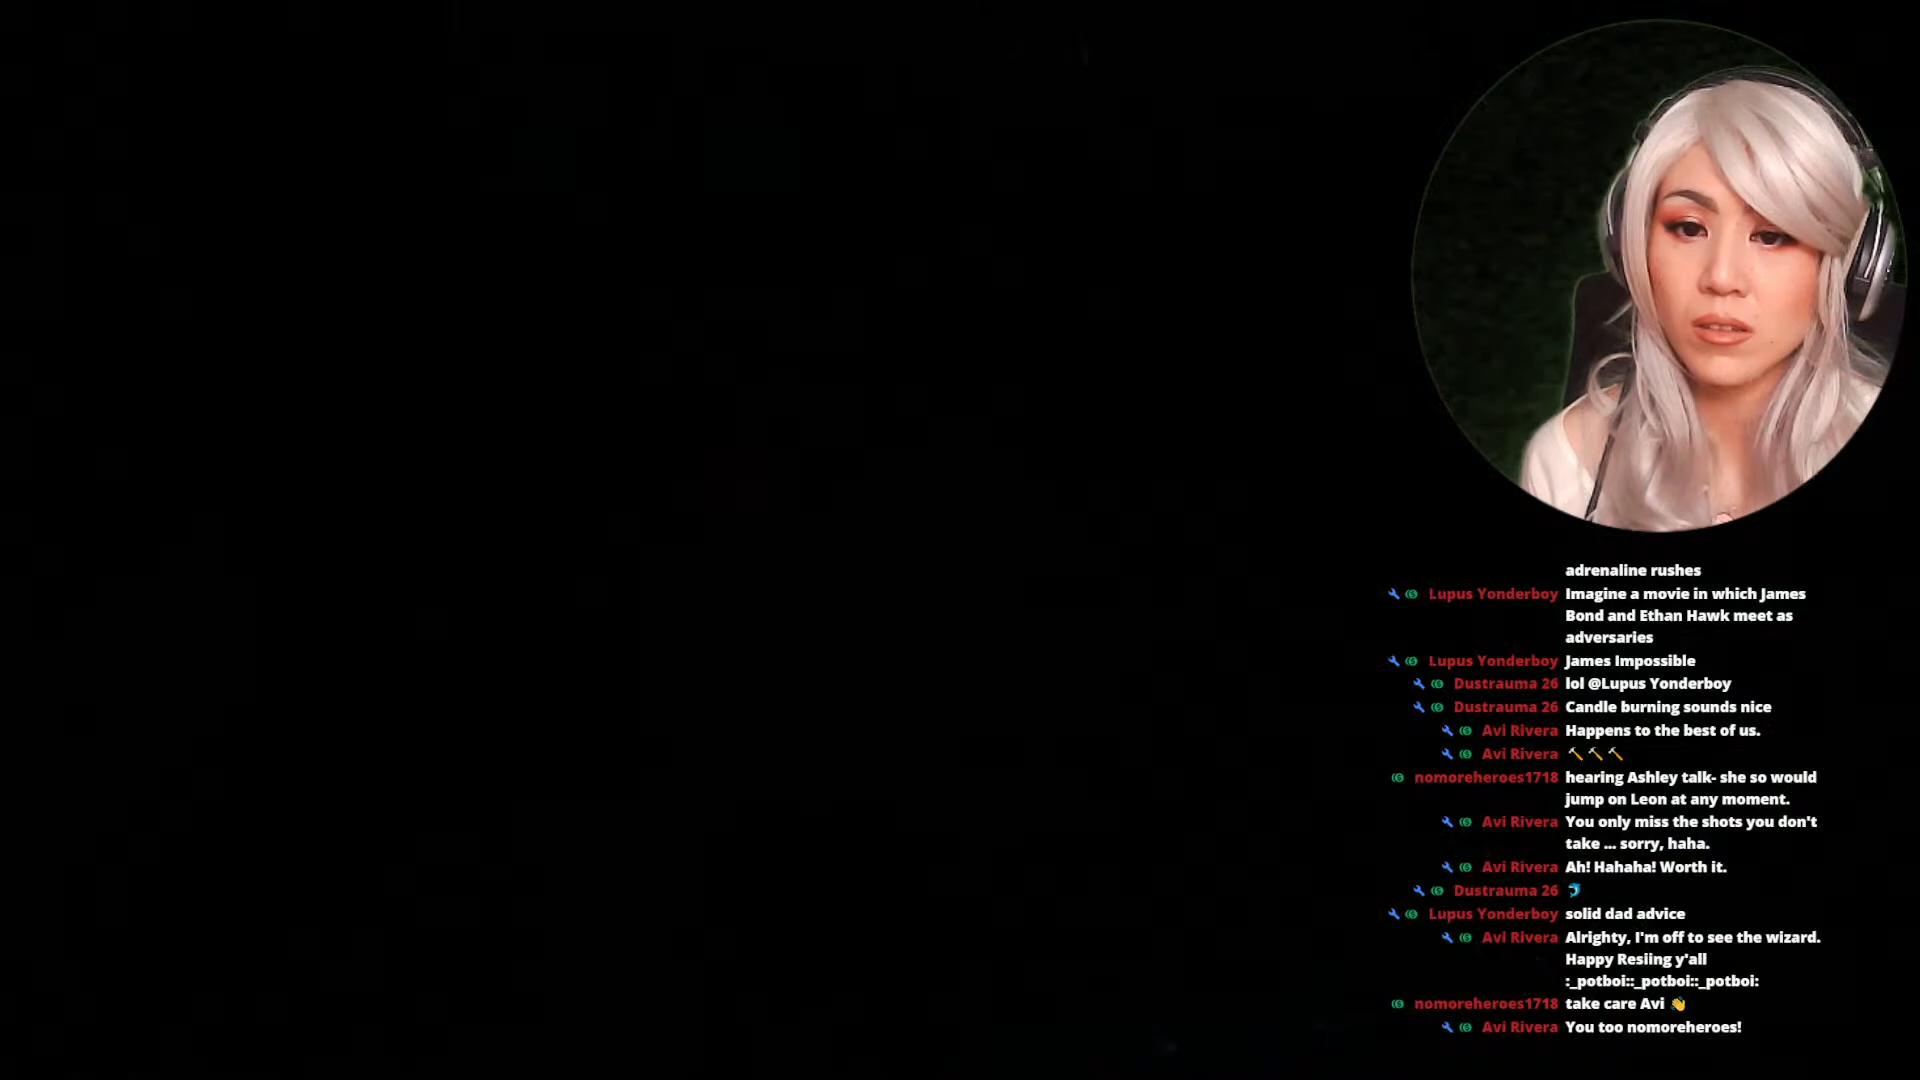 adrenaline rushes
Lupus Yonderboy Imagine a movie in which James
Bond and Ethan Hawk meet as
adversaries
Lupus Yonderboy James Impossible
Dustrauma 26 lol @Lupus Yonderboy
Dustrauma 26 Candle burning sounds nice
Avi Rivera Happens to the best of us.
Avi Rivera 🔨🔨🔨
nomoreheroes1718 hearing Ashley talk- she so would
jump on Leon at any moment.
Avi Rivera You only miss the shots you don't
take ... sorry, haha.
Avi Rivera Ah! Hahaha! Worth it.
Dustrauma 26 🐬
Lupus Yonderboy solid dad advice
Avi Rivera Alrighty, I'm off to see the wizard.
Happy Resiing y'all
:_potboi::_potboi::_potboi:
nomoreheroes1718 take care Avi 👋
Avi Rivera You too nomoreheroes!